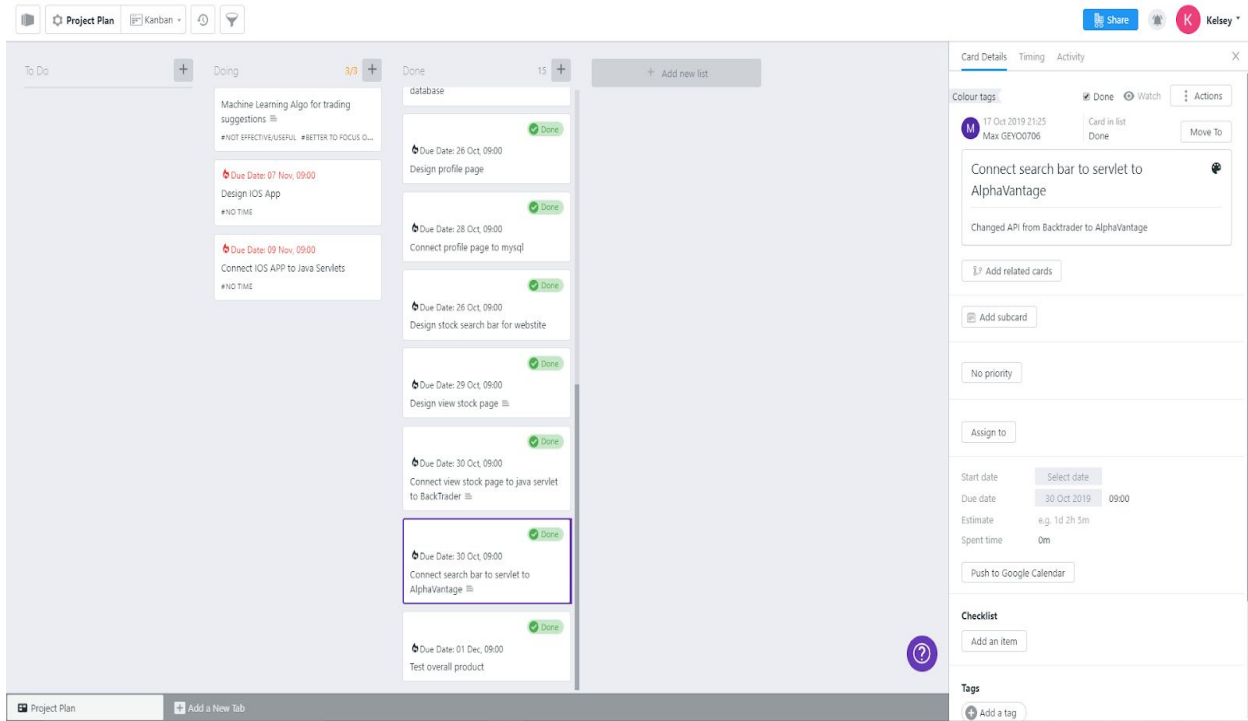 Project Plan
Kanban
Share
K
Kelsey
To Do
Doing
3/3
Machine Learning Algo for trading
suggestions
#NOT EFFECTIVE/USEFUL #BETTER TO FOCUS O...
Due Date: 07 Nov, 09:00
Design IOS App
#NO TIME
Due Date: 09 Nov, 09:00
Connect IOS APP to Java Servlets
#NO TIME
Done
15
database
Done
Due Date: 26 Oct, 09:00
Design profile page
Done
Due Date: 28 Oct, 09:00
Connect profile page to mysql
Done
Due Date: 26 Oct, 09:00
Design stock search bar for webstite
Done
Due Date: 29 Oct, 09:00
Design view stock page
Done
Due Date: 30 Oct, 09:00
Connect view stock page to java servlet
to BackTrader
Done
Due Date: 30 Oct, 09:00
Connect search bar to servlet to
AlphaVantage
Done
Due Date: 01 Dec, 09:00
Test overall product
+ Add new list
Card Details Timing Activity X
Colour tags
Done
Watch
Actions
M
17 Oct 2019 21:25
Max GEYO0706
Card in list
Done
Move To
Connect search bar to servlet to
AlphaVantage
Changed API from Backtrader to AlphaVantage
Add related cards
Add subcard
No priority
Assign to
Start date Select date
Due date 30 Oct 2019 09:00
Estimate e.g. 1d 2h 5m
Spent time 0m
Push to Google Calendar
Checklist
Add an item
Tags
Add a tag
?
Project Plan
Add a New Tab